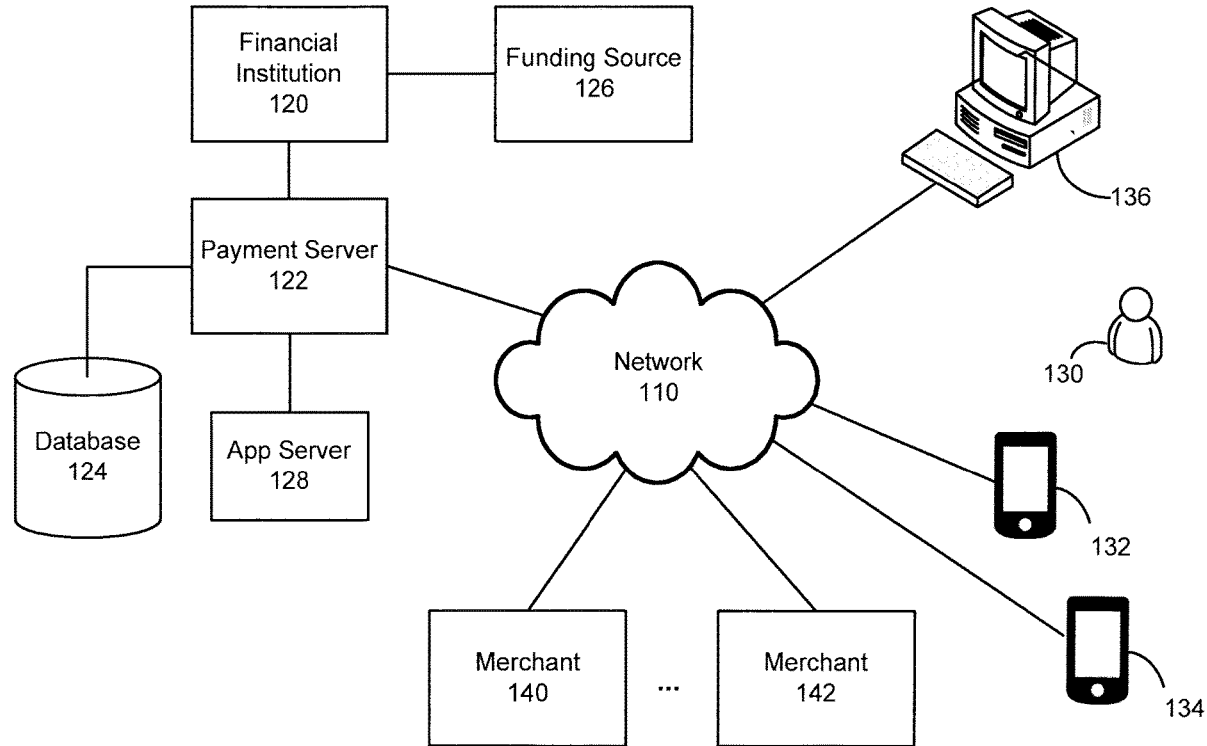 Financial
Institution
120
Funding Source
126
136
Payment Server
122
130
Network
110
Database
124
App Server
128
132
Merchant
140
...
Merchant
142
134